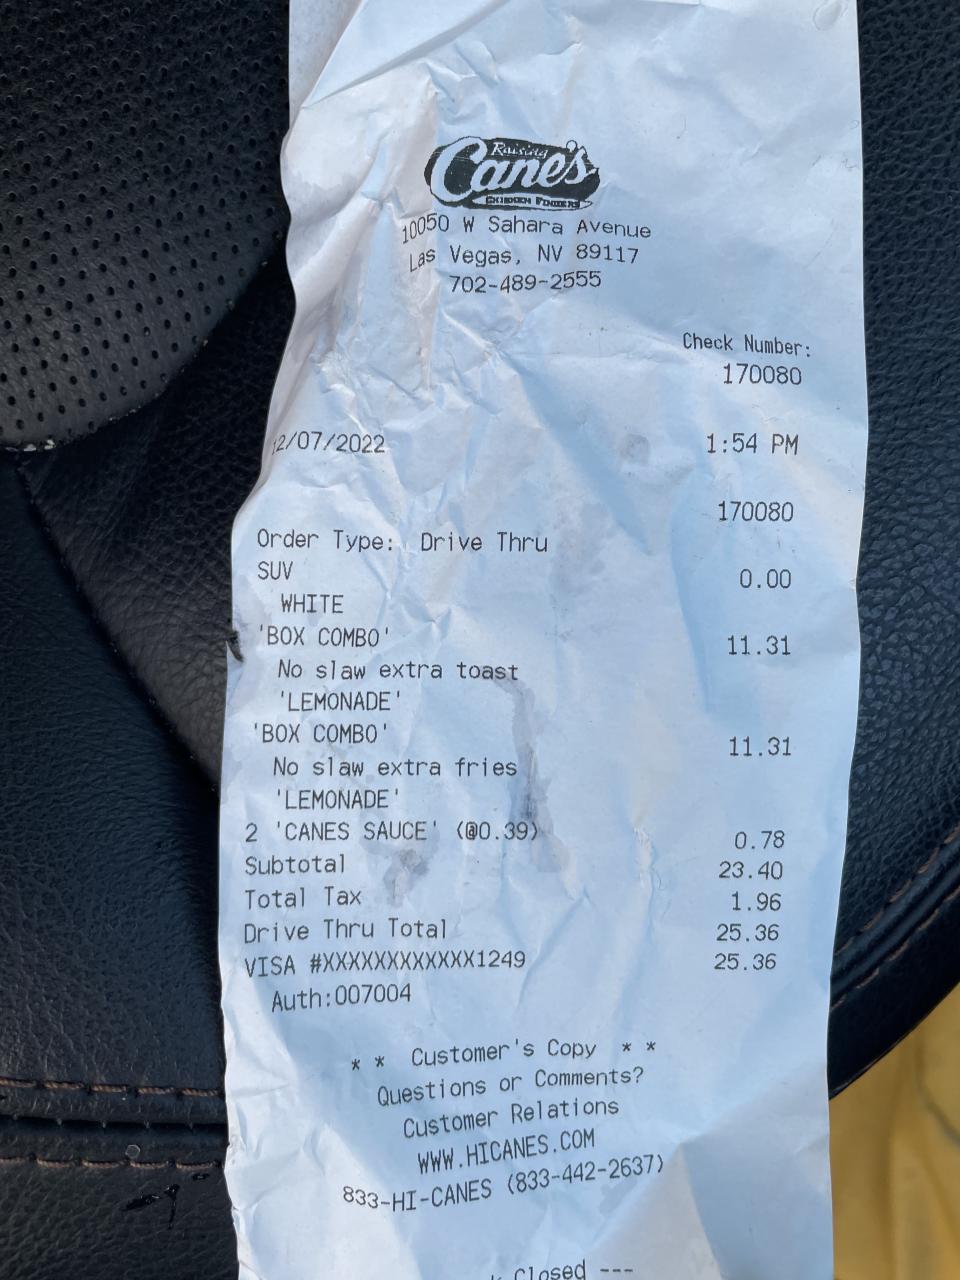 Raising
Cane's
CHICKEN FINGERS
10050 W Sahara Avenue
Las Vegas, NV 89117
702-489-2555
Check Number:
170080
12/07/2022 1:54 PM
170080
Order Type: Drive Thru
SUV 0.00
WHITE
'BOX COMBO' 11.31
No slaw extra toast
'LEMONADE'
'BOX COMBO' 11.31
No slaw extra fries
'LEMONADE'
2 'CANES SAUCE' (@0.39) 0.78
Subtotal 23.40
Total Tax 1.96
Drive Thru Total 25.36
VISA #XXXXXXXXXXXX1249 25.36
Auth:007004
* * Customer's Copy * *
Questions or Comments?
Customer Relations
WWW.HICANES.COM
833-HI-CANES (833-442-2637)
Closed ---